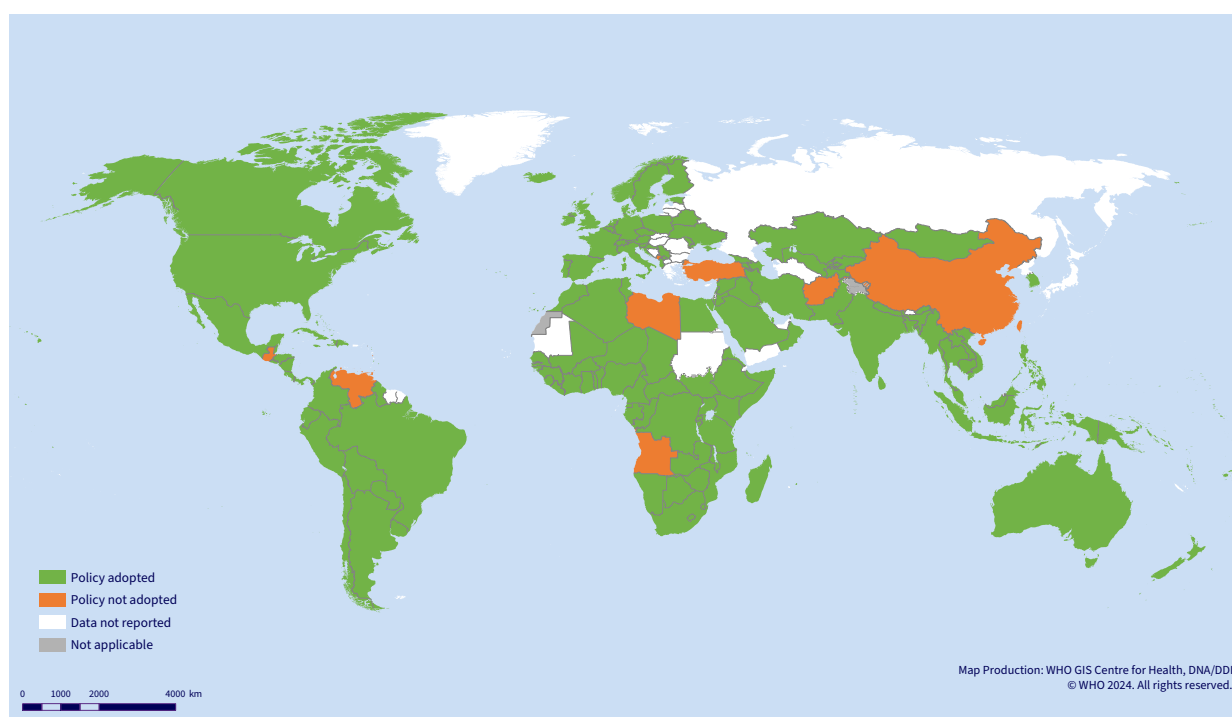 Policy adopted
Policy not adopted
Data not reported
Not applicable
0 1000 2000 4000 km
Map Production: WHO GIS Centre for Health, DNA/DDI
© WHO 2024. All rights reserved.